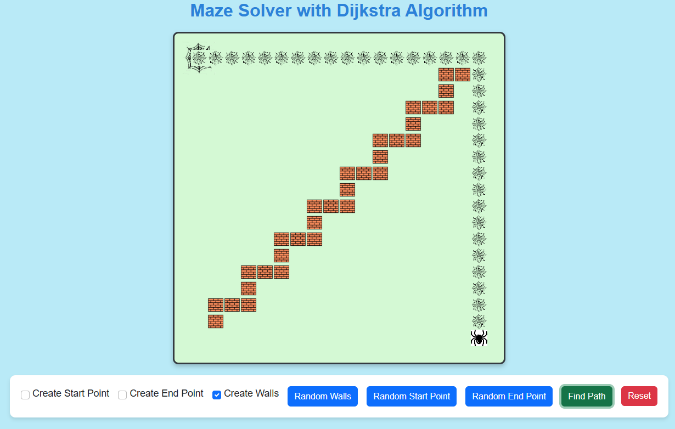 Maze Solver with Dijkstra Algorithm
Create Start Point Create End Point Create Walls Random Walls Random Start Point Random End Point Find Path Reset